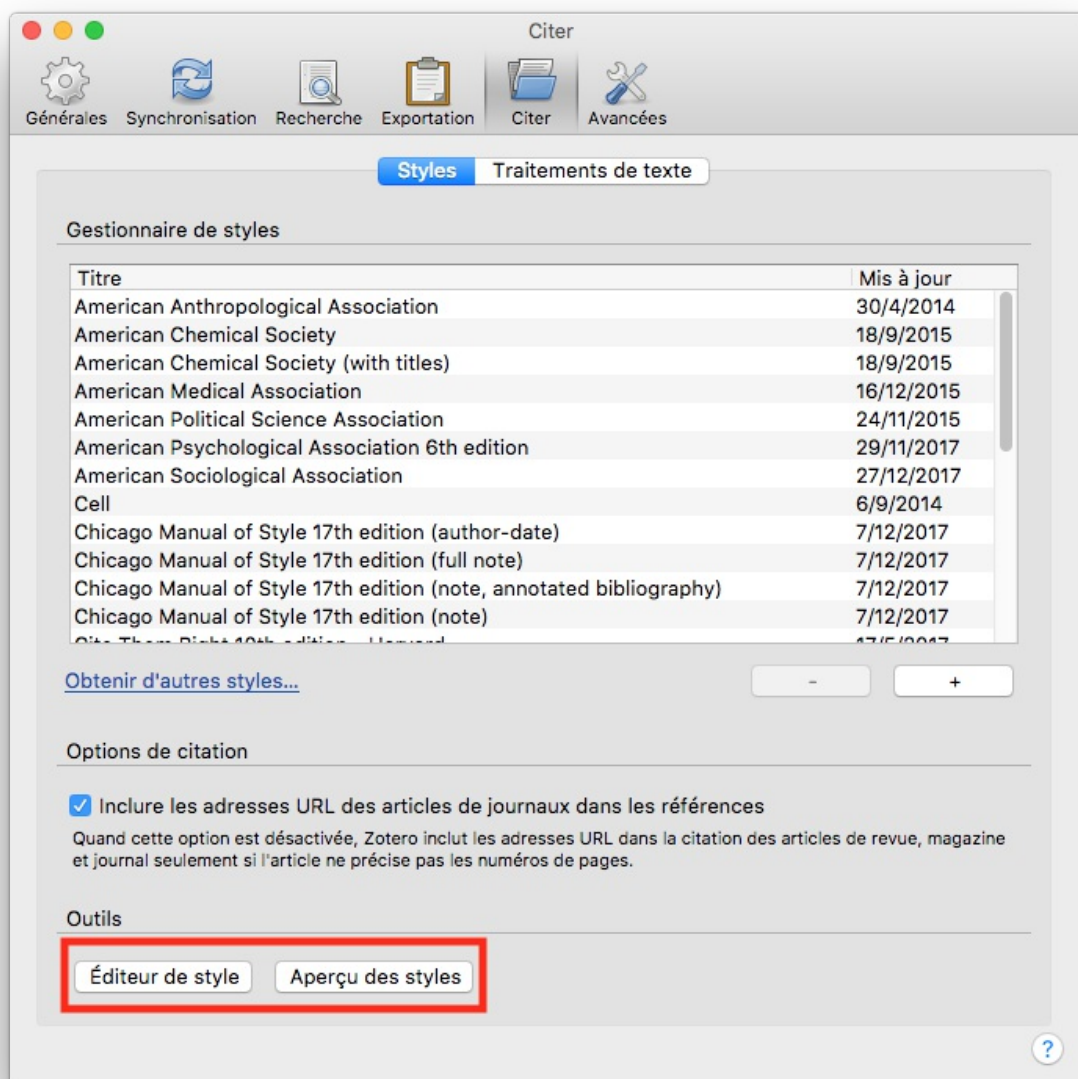 Citer
Générales Synchronisation Recherche Exportation Citer Avancées
Styles Traitements de texte
Gestionnaire de styles
Titre Mis à jour
American Anthropological Association 30/4/2014
American Chemical Society 18/9/2015
American Chemical Society (with titles) 18/9/2015
American Medical Association 16/12/2015
American Political Science Association 24/11/2015
American Psychological Association 6th edition 29/11/2017
American Sociological Association 27/12/2017
Cell 6/9/2014
Chicago Manual of Style 17th edition (author-date) 7/12/2017
Chicago Manual of Style 17th edition (full note) 7/12/2017
Chicago Manual of Style 17th edition (note, annotated bibliography) 7/12/2017
Chicago Manual of Style 17th edition (note) 7/12/2017
Obtenir d'autres styles...
- +
Options de citation
Inclure les adresses URL des articles de journaux dans les références
Quand cette option est désactivée, Zotero inclut les adresses URL dans la citation des articles de revue, magazine
et journal seulement si l'article ne précise pas les numéros de pages.
Outils
Éditeur de style Aperçu des styles
?